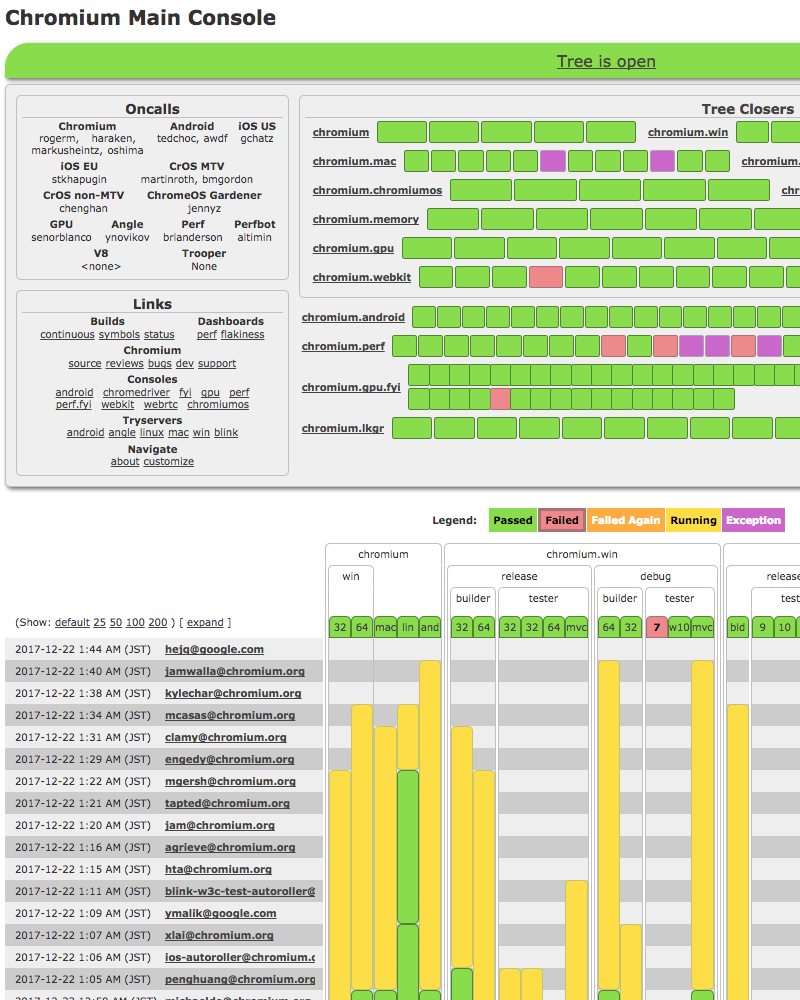 Chromium Main Console
Tree is open
Oncalls
Chromium Android iOS US
rogerm, haraken, tedchoc, awdf gchatz
markusheintz, oshima
iOS EU CrOS MTV
stkhapugin martinroth, bmgordon
CrOS non-MTV ChromeOS Gardener
chenghan jennyz
GPU Angle Perf Perfbot
senorblanco ynovikov brianderson altimin
V8 Trooper
<none> None
Links
Builds Dashboards
continuous symbols status perf flakiness
Chromium
source reviews bugs dev support
Consoles
android chromedriver fyi gpu perf
perf.fyi webkit webrtc chromiumos
Tryservers
android angle linux mac win blink
Navigate
about customize
Tree Closers
chromium chromium.win
chromium.mac chromium.
chromium.chromiumos chr
chromium.memory
chromium.gpu
chromium.webkit
chromium.android
chromium.perf
chromium.gpu.fyi
chromium.lkgr
Legend: Passed Failed Failed Again Running Exception
chromium chromium.win
win release debug release
builder tester builder tester test
(Show: default 25 50 100 200 ) [ expand ] 32 64 mac lin and 32 64 32 32 64 mvc 64 32 7 w10 mvc bld 9 10
2017-12-22 1:44 AM (JST) hejq@google.com
2017-12-22 1:40 AM (JST) jamwalla@chromium.org
2017-12-22 1:38 AM (JST) kylechar@chromium.org
2017-12-22 1:34 AM (JST) mcasas@chromium.org
2017-12-22 1:31 AM (JST) clamy@chromium.org
2017-12-22 1:29 AM (JST) engedy@chromium.org
2017-12-22 1:22 AM (JST) mgersh@chromium.org
2017-12-22 1:21 AM (JST) tapted@chromium.org
2017-12-22 1:20 AM (JST) jam@chromium.org
2017-12-22 1:16 AM (JST) agrieve@chromium.org
2017-12-22 1:15 AM (JST) hta@chromium.org
2017-12-22 1:11 AM (JST) blink-w3c-test-autoroller@
2017-12-22 1:09 AM (JST) ymalik@google.com
2017-12-22 1:07 AM (JST) xlai@chromium.org
2017-12-22 1:06 AM (JST) ios-autoroller@chromium.c
2017-12-22 1:05 AM (JST) penghuang@chromium.org